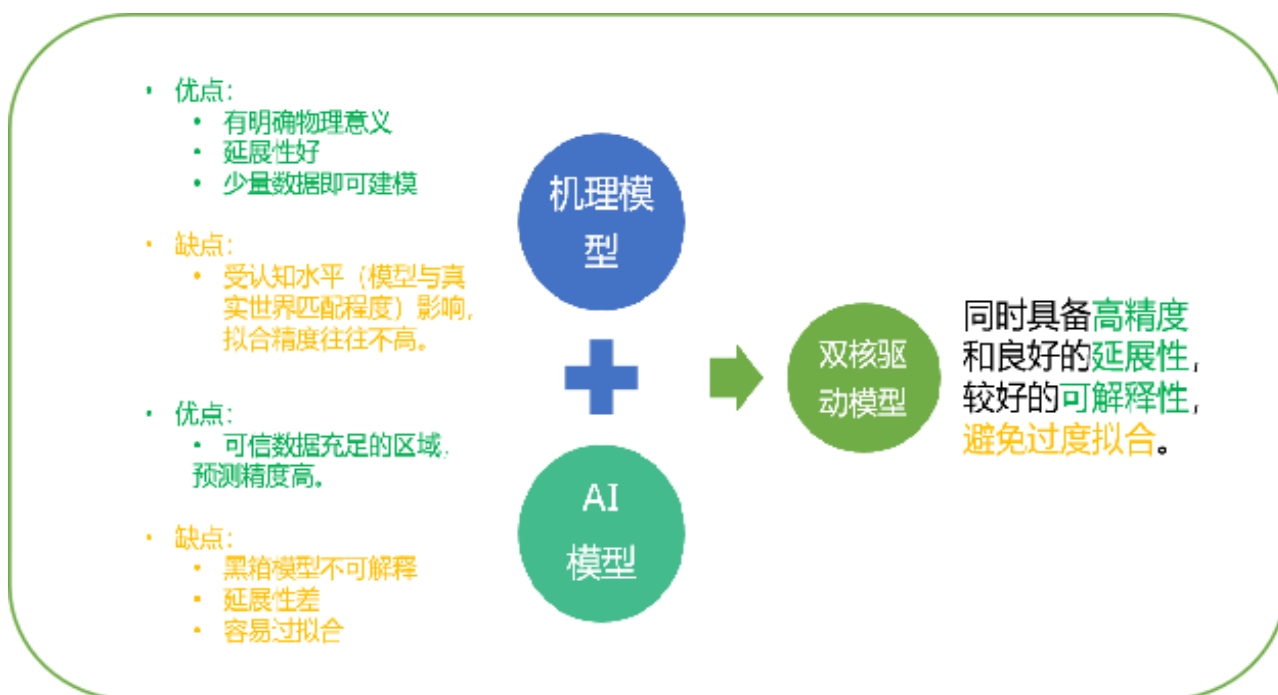 • 优点：
• 有明确物理意义
• 延展性好
• 少量数据即可建模
• 缺点：
• 受认知水平（模型与真
实世界匹配程度）影响，
拟合精度往往不高。
• 优点：
• 可信数据充足的区域，
预测精度高。
• 缺点：
• 黑箱模型不可解释
• 延展性差
• 容易过拟合
机理模
型
AI
模型
双核驱
动模型
同时具备高精度
和良好的延展性，
较好的可解释性，
避免过度拟合。